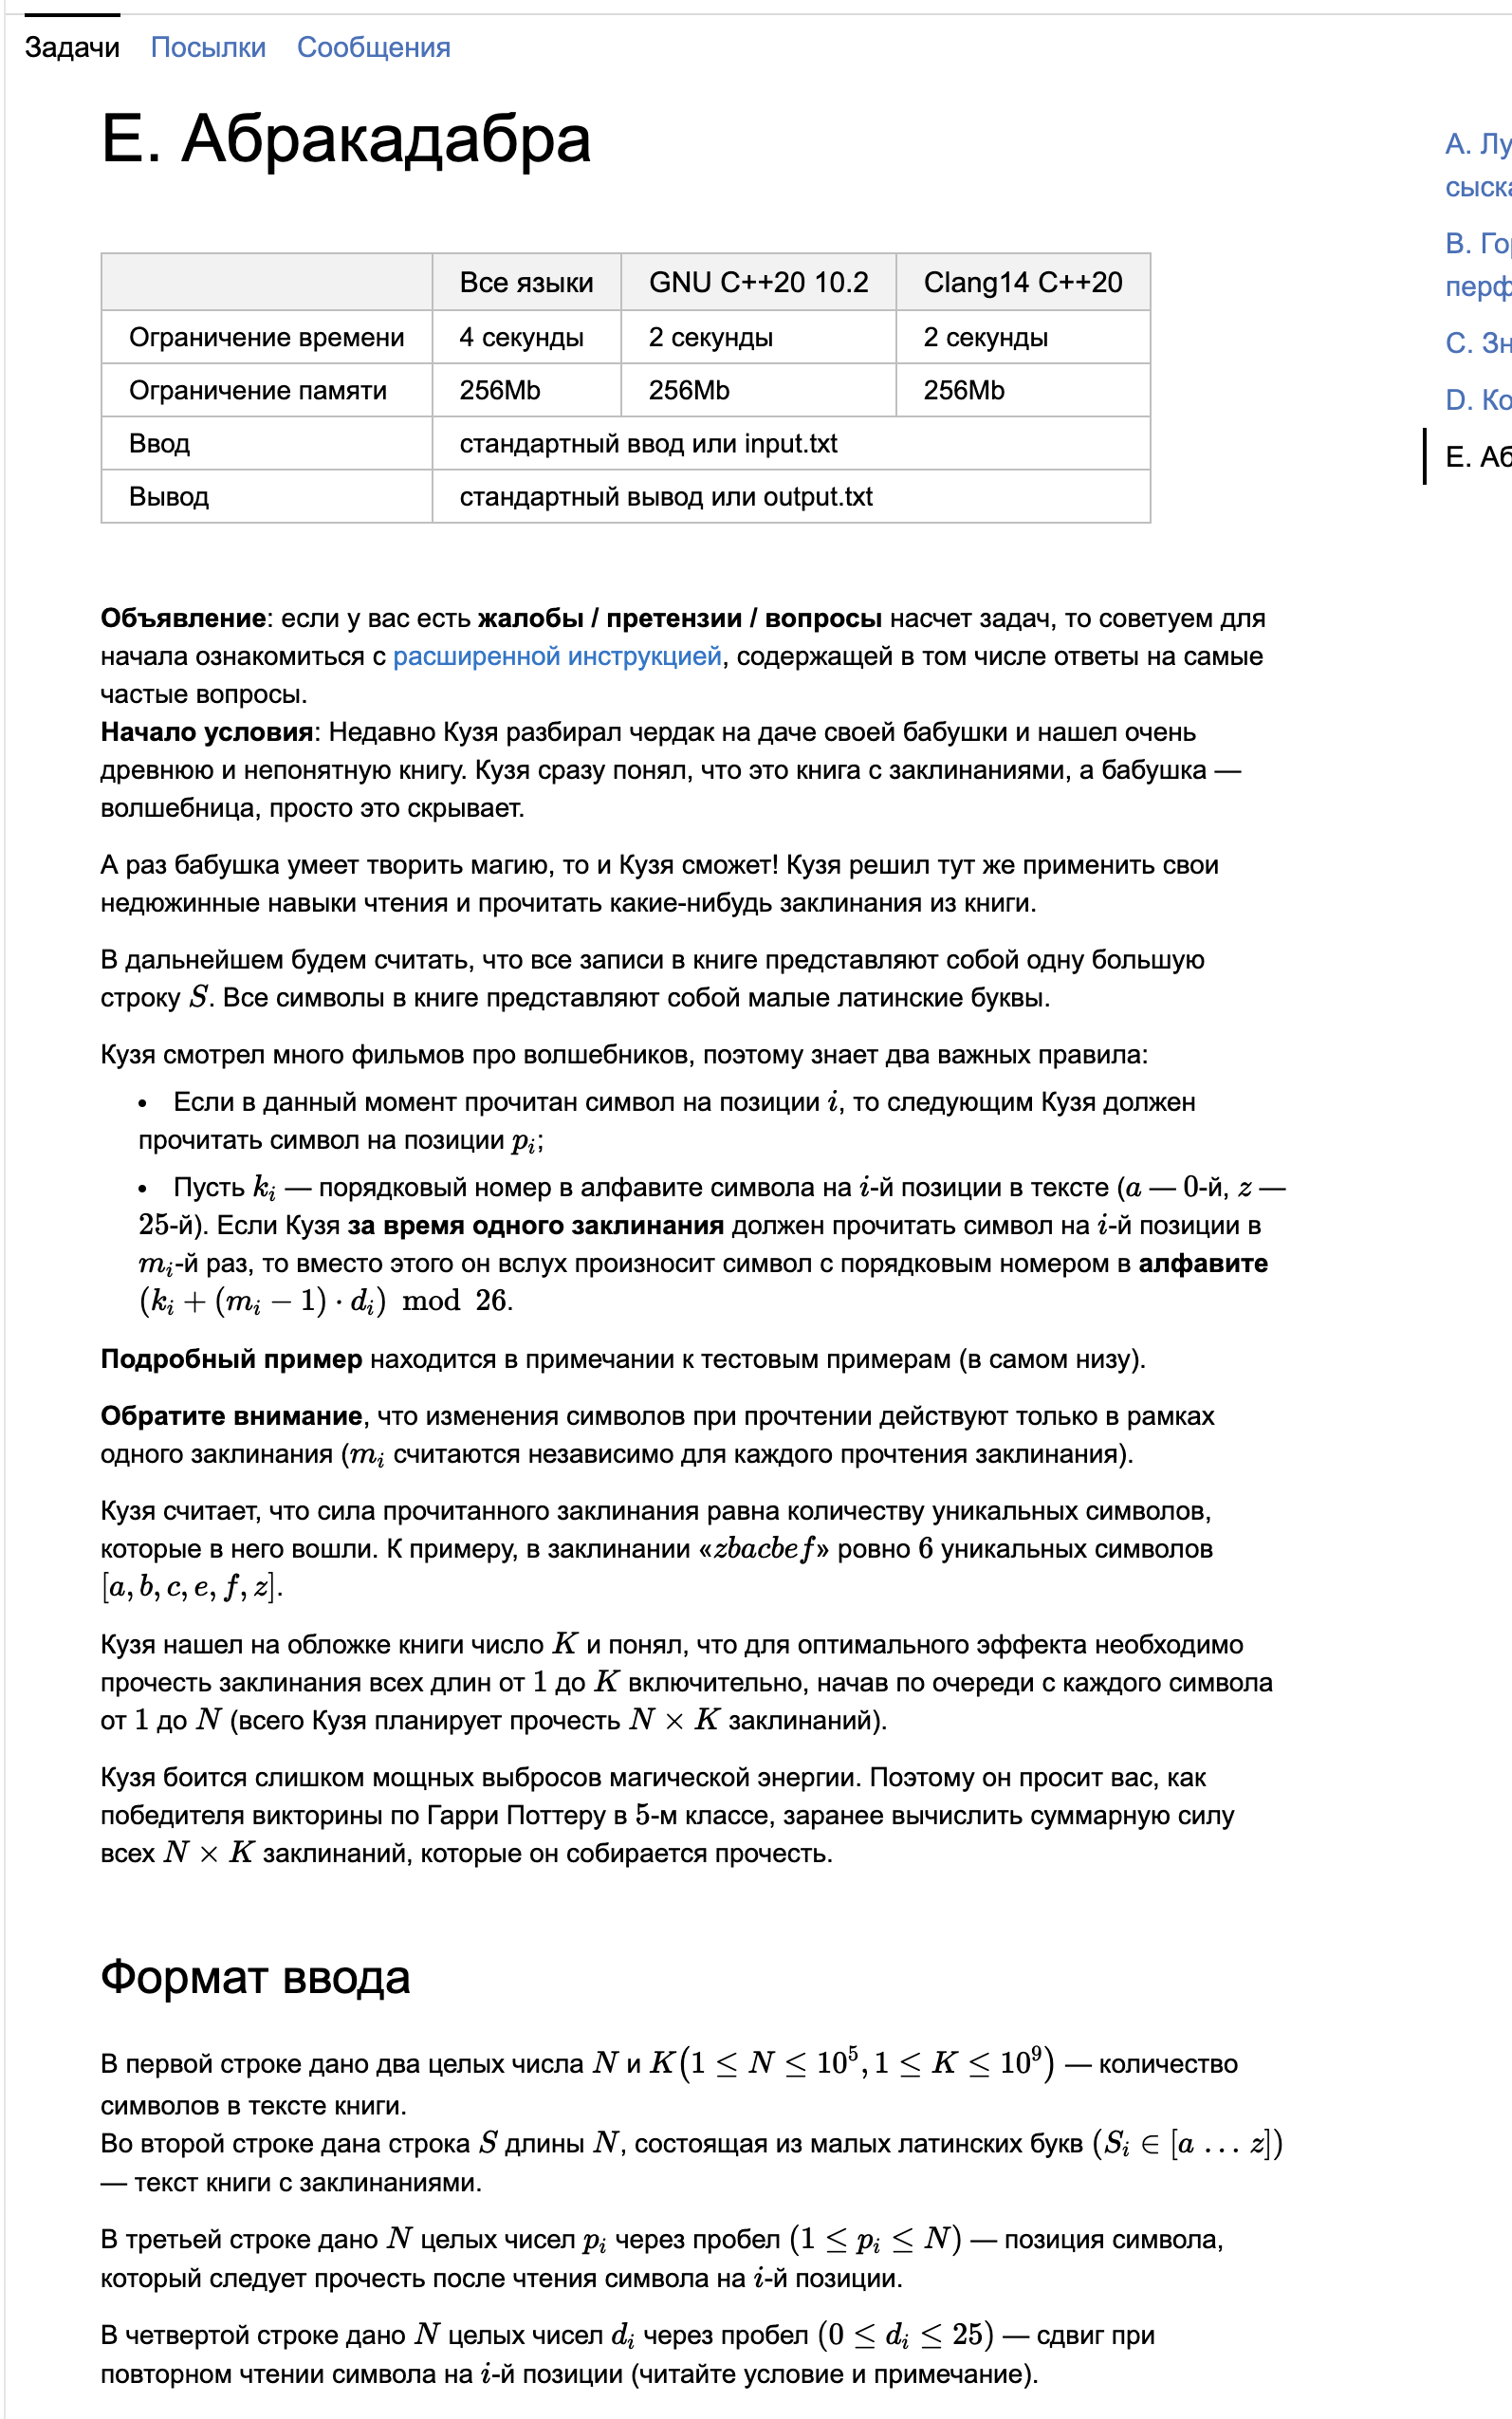 Задачи Посылки Сообщения
E. Абракадабра
A. Лу
сыска
B. Го
перф
C. Зн
D. Ко
E. Аб
Все языки GNU C++20 10.2 Clang14 C++20
Ограничение времени 4 секунды 2 секунды 2 секунды
Ограничение памяти 256Mb 256Mb 256Mb
Ввод стандартный ввод или input.txt
Вывод стандартный вывод или output.txt
Объявление: если у вас есть жалобы / претензии / вопросы насчет задач, то советуем для
начала ознакомиться с расширенной инструкцией, содержащей в том числе ответы на самые
частые вопросы.
Начало условия: Недавно Кузя разбирал чердак на даче своей бабушки и нашел очень
древнюю и непонятную книгу. Кузя сразу понял, что это книга с заклинаниями, а бабушка —
волшебница, просто это скрывает.
А раз бабушка умеет творить магию, то и Кузя сможет! Кузя решил тут же применить свои
недюжинные навыки чтения и прочитать какие-нибудь заклинания из книги.
В дальнейшем будем считать, что все записи в книге представляют собой одну большую
строку S. Все символы в книге представляют собой малые латинские буквы.
Кузя смотрел много фильмов про волшебников, поэтому знает два важных правила:
• Если в данный момент прочитан символ на позиции i, то следующим Кузя должен
прочитать символ на позиции p_i;
• Пусть k_i — порядковый номер в алфавите символа на i-й позиции в тексте (a — 0-й, z —
25-й). Если Кузя за время одного заклинания должен прочитать символ на i-й позиции в
m_i-й раз, то вместо этого он вслух произносит символ с порядковым номером в алфавите
(k_i + (m_i − 1) · d_i) mod 26.
Подробный пример находится в примечании к тестовым примерам (в самом низу).
Обратите внимание, что изменения символов при прочтении действуют только в рамках
одного заклинания (m_i считаются независимо для каждого прочтения заклинания).
Кузя считает, что сила прочитанного заклинания равна количеству уникальных символов,
которые в него вошли. К примеру, в заклинании «zbacbef» ровно 6 уникальных символов
[a, b, c, e, f, z].
Кузя нашел на обложке книги число K и понял, что для оптимального эффекта необходимо
прочесть заклинания всех длин от 1 до K включительно, начав по очереди с каждого символа
от 1 до N (всего Кузя планирует прочесть N × K заклинаний).
Кузя боится слишком мощных выбросов магической энергии. Поэтому он просит вас, как
победителя викторины по Гарри Поттеру в 5-м классе, заранее вычислить суммарную силу
всех N × K заклинаний, которые он собирается прочесть.
Формат ввода
В первой строке дано два целых числа N и K(1 ≤ N ≤ 10⁵, 1 ≤ K ≤ 10⁹) — количество
символов в тексте книги.
Во второй строке дана строка S длины N, состоящая из малых латинских букв (S_i ∈ [a … z])
— текст книги с заклинаниями.
В третьей строке дано N целых чисел p_i через пробел (1 ≤ p_i ≤ N) — позиция символа,
который следует прочесть после чтения символа на i-й позиции.
В четвертой строке дано N целых чисел d_i через пробел (0 ≤ d_i ≤ 25) — сдвиг при
повторном чтении символа на i-й позиции (читайте условие и примечание).